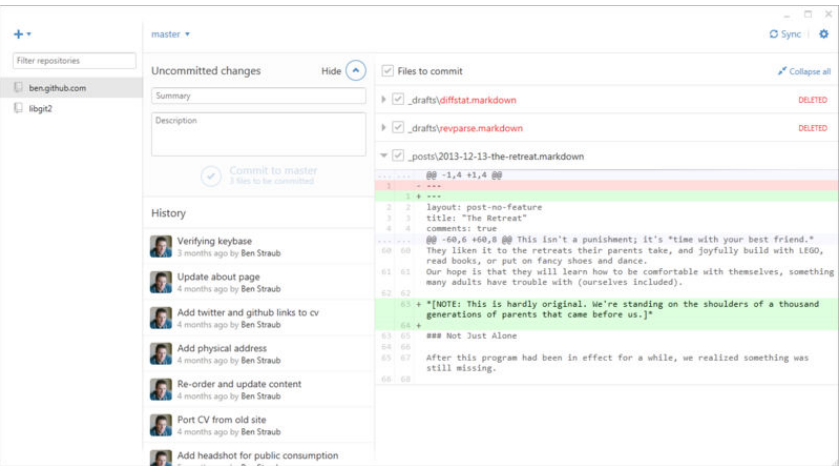 master
Sync
Filter repositories
ben.github.com
libgit2
Uncommitted changes
Hide
Summary
Description
Commit to master
3 files to be committed
History
Verifying keybase
3 months ago by Ben Straub
Update about page
4 months ago by Ben Straub
Add twitter and github links to cv
4 months ago by Ben Straub
Add physical address
4 months ago by Ben Straub
Re-order and update content
4 months ago by Ben Straub
Port CV from old site
4 months ago by Ben Straub
Add headshot for public consumption
Files to commit
Collapse all
_drafts\diffstat.markdown
DELETED
_drafts\revparse.markdown
DELETED
_posts\2013-12-13-the-retreat.markdown
... ... @@ -1,4 +1,4 @@
1 - ---
1 + ---
2 2 layout: post-no-feature
3 3 title: "The Retreat"
4 4 comments: true
... ... @@ -60,6 +60,8 @@ This isn't a punishment; it's *time with your best friend.*
60 60 They liken it to the retreats their parents take, and joyfully build with LEGO,
read books, or put on fancy shoes and dance.
61 61 Our hope is that they will learn how to be comfortable with themselves, something
many adults have trouble with (ourselves included).
62 62
63 + *[NOTE: This is hardly original. We're standing on the shoulders of a thousand
generations of parents that came before us.]*
64 +
63 65 ### Not Just Alone
64 66
65 67 After this program had been in effect for a while, we realized something was
still missing.
66 68